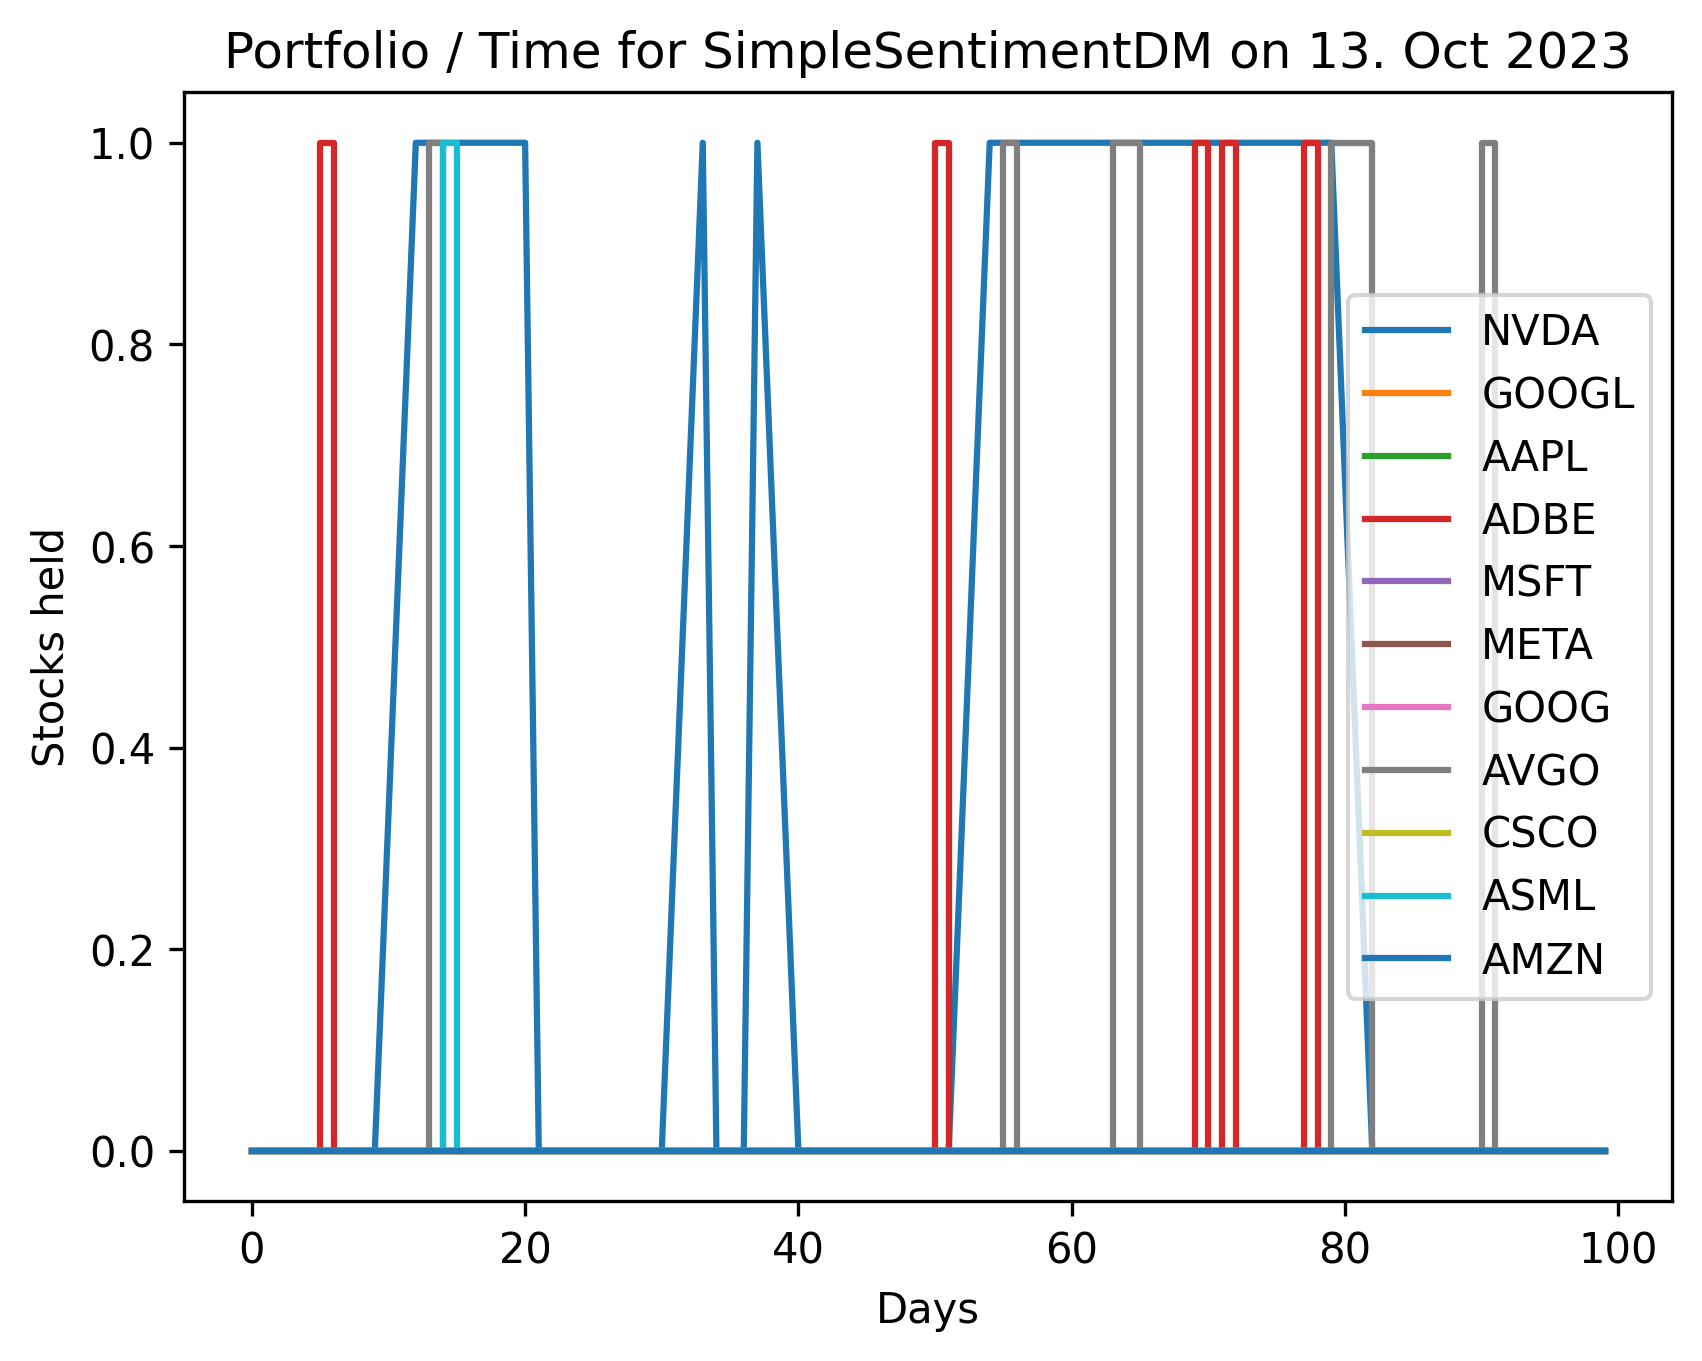 Portfolio / Time for SimpleSentimentDM on 13. Oct 2023
1.0
0.8
0.6
0.4
0.2
0.0
Stocks held
NVDA
GOOGL
AAPL
ADBE
MSFT
META
GOOG
AVGO
CSCO
ASML
AMZN
0 20 40 60 80 100
Days